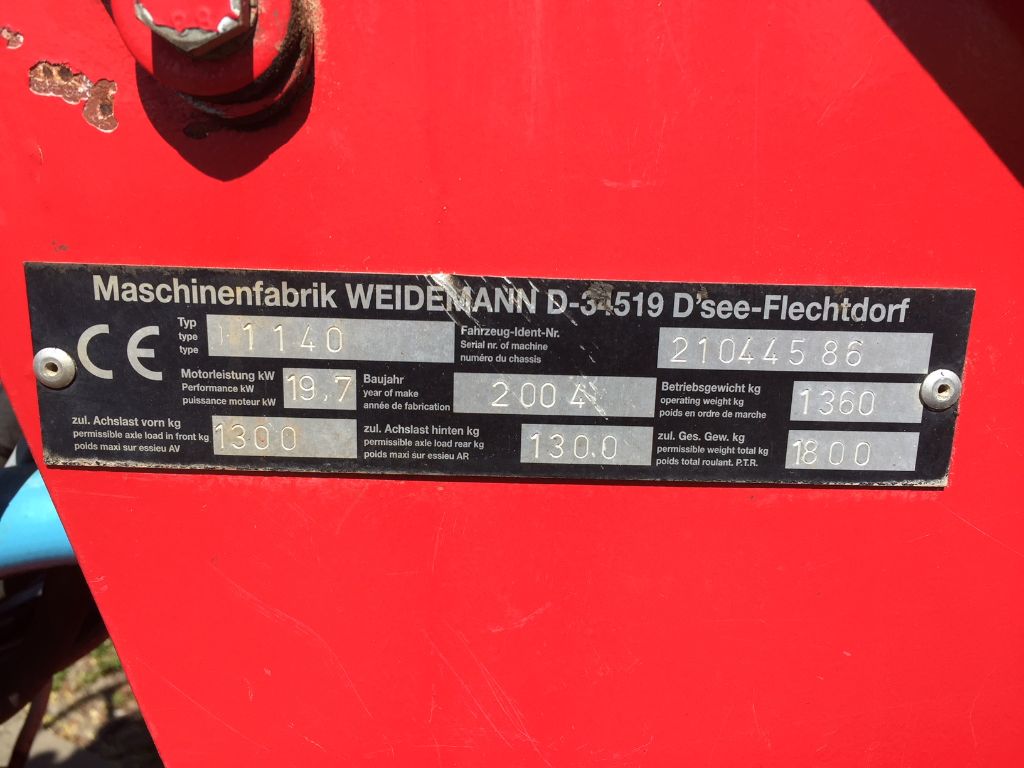 Maschinenfabrik WEIDEMANN D-34519 D'see-Flechtdorf
CE
Typ
type
type
1140
Fahrzeug-Ident-Nr.
Serial nr. of machine
numéro du chassis
210445 86
Motorleistung kW
Performance kW
puissance moteur kW
19,7
Baujahr
year of make
année de fabrication
2004
Betriebsgewicht kg
operating weight kg
poids en ordre de marche
1360
zul. Achslast vorn kg
permissible axle load in front kg
poids maxi sur essieu AV
1300
zul. Achslast hinten kg
permissible axle load rear kg
poids maxi sur essieu AR
1300
zul. Ges. Gew. kg
permissible weight total kg
poids total roulant. P.T.R.
1800